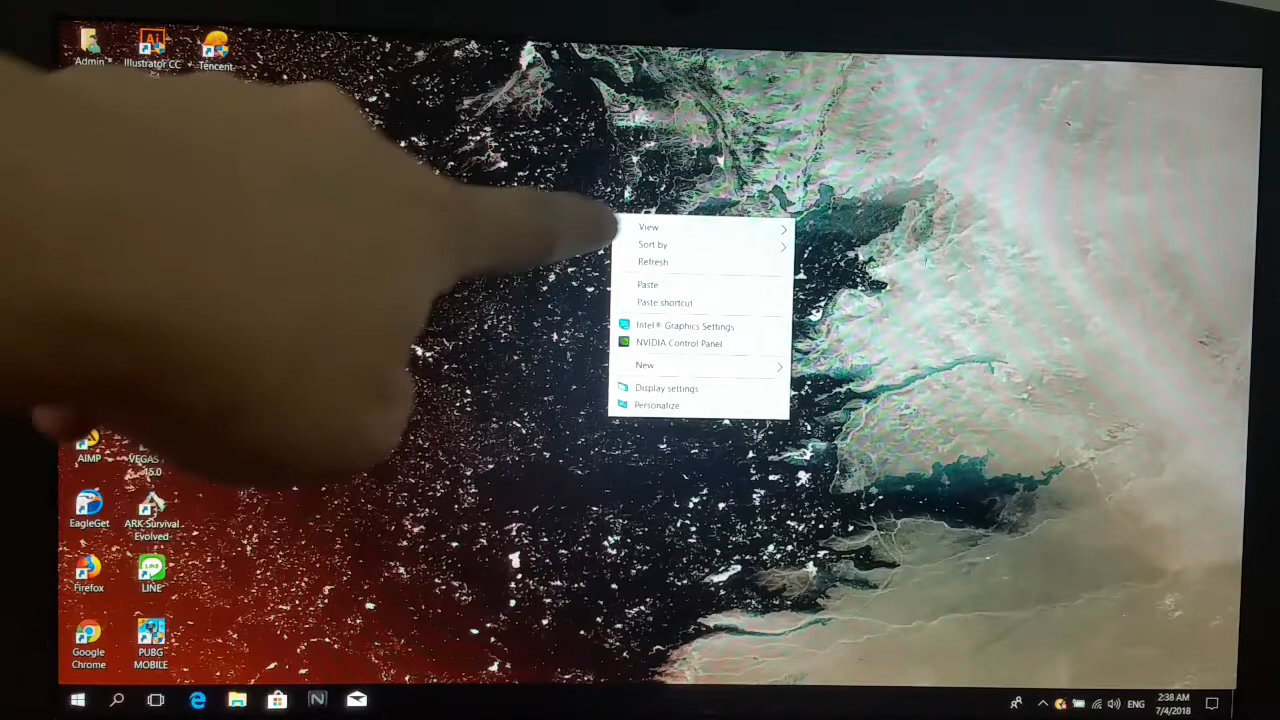 Admin
Illustrator CC
Tencent
View
Sort by
Refresh
Paste
Paste shortcut
Intel® Graphics Settings
NVIDIA Control Panel
New
Display settings
Personalize
AIMP
VEGAS
15.0
EagleGet
ARK Survival
Evolved
Firefox
LINE
LINE
Google
Chrome
PUBG
MOBILE
ENG
2:38 AM
7/4/2018